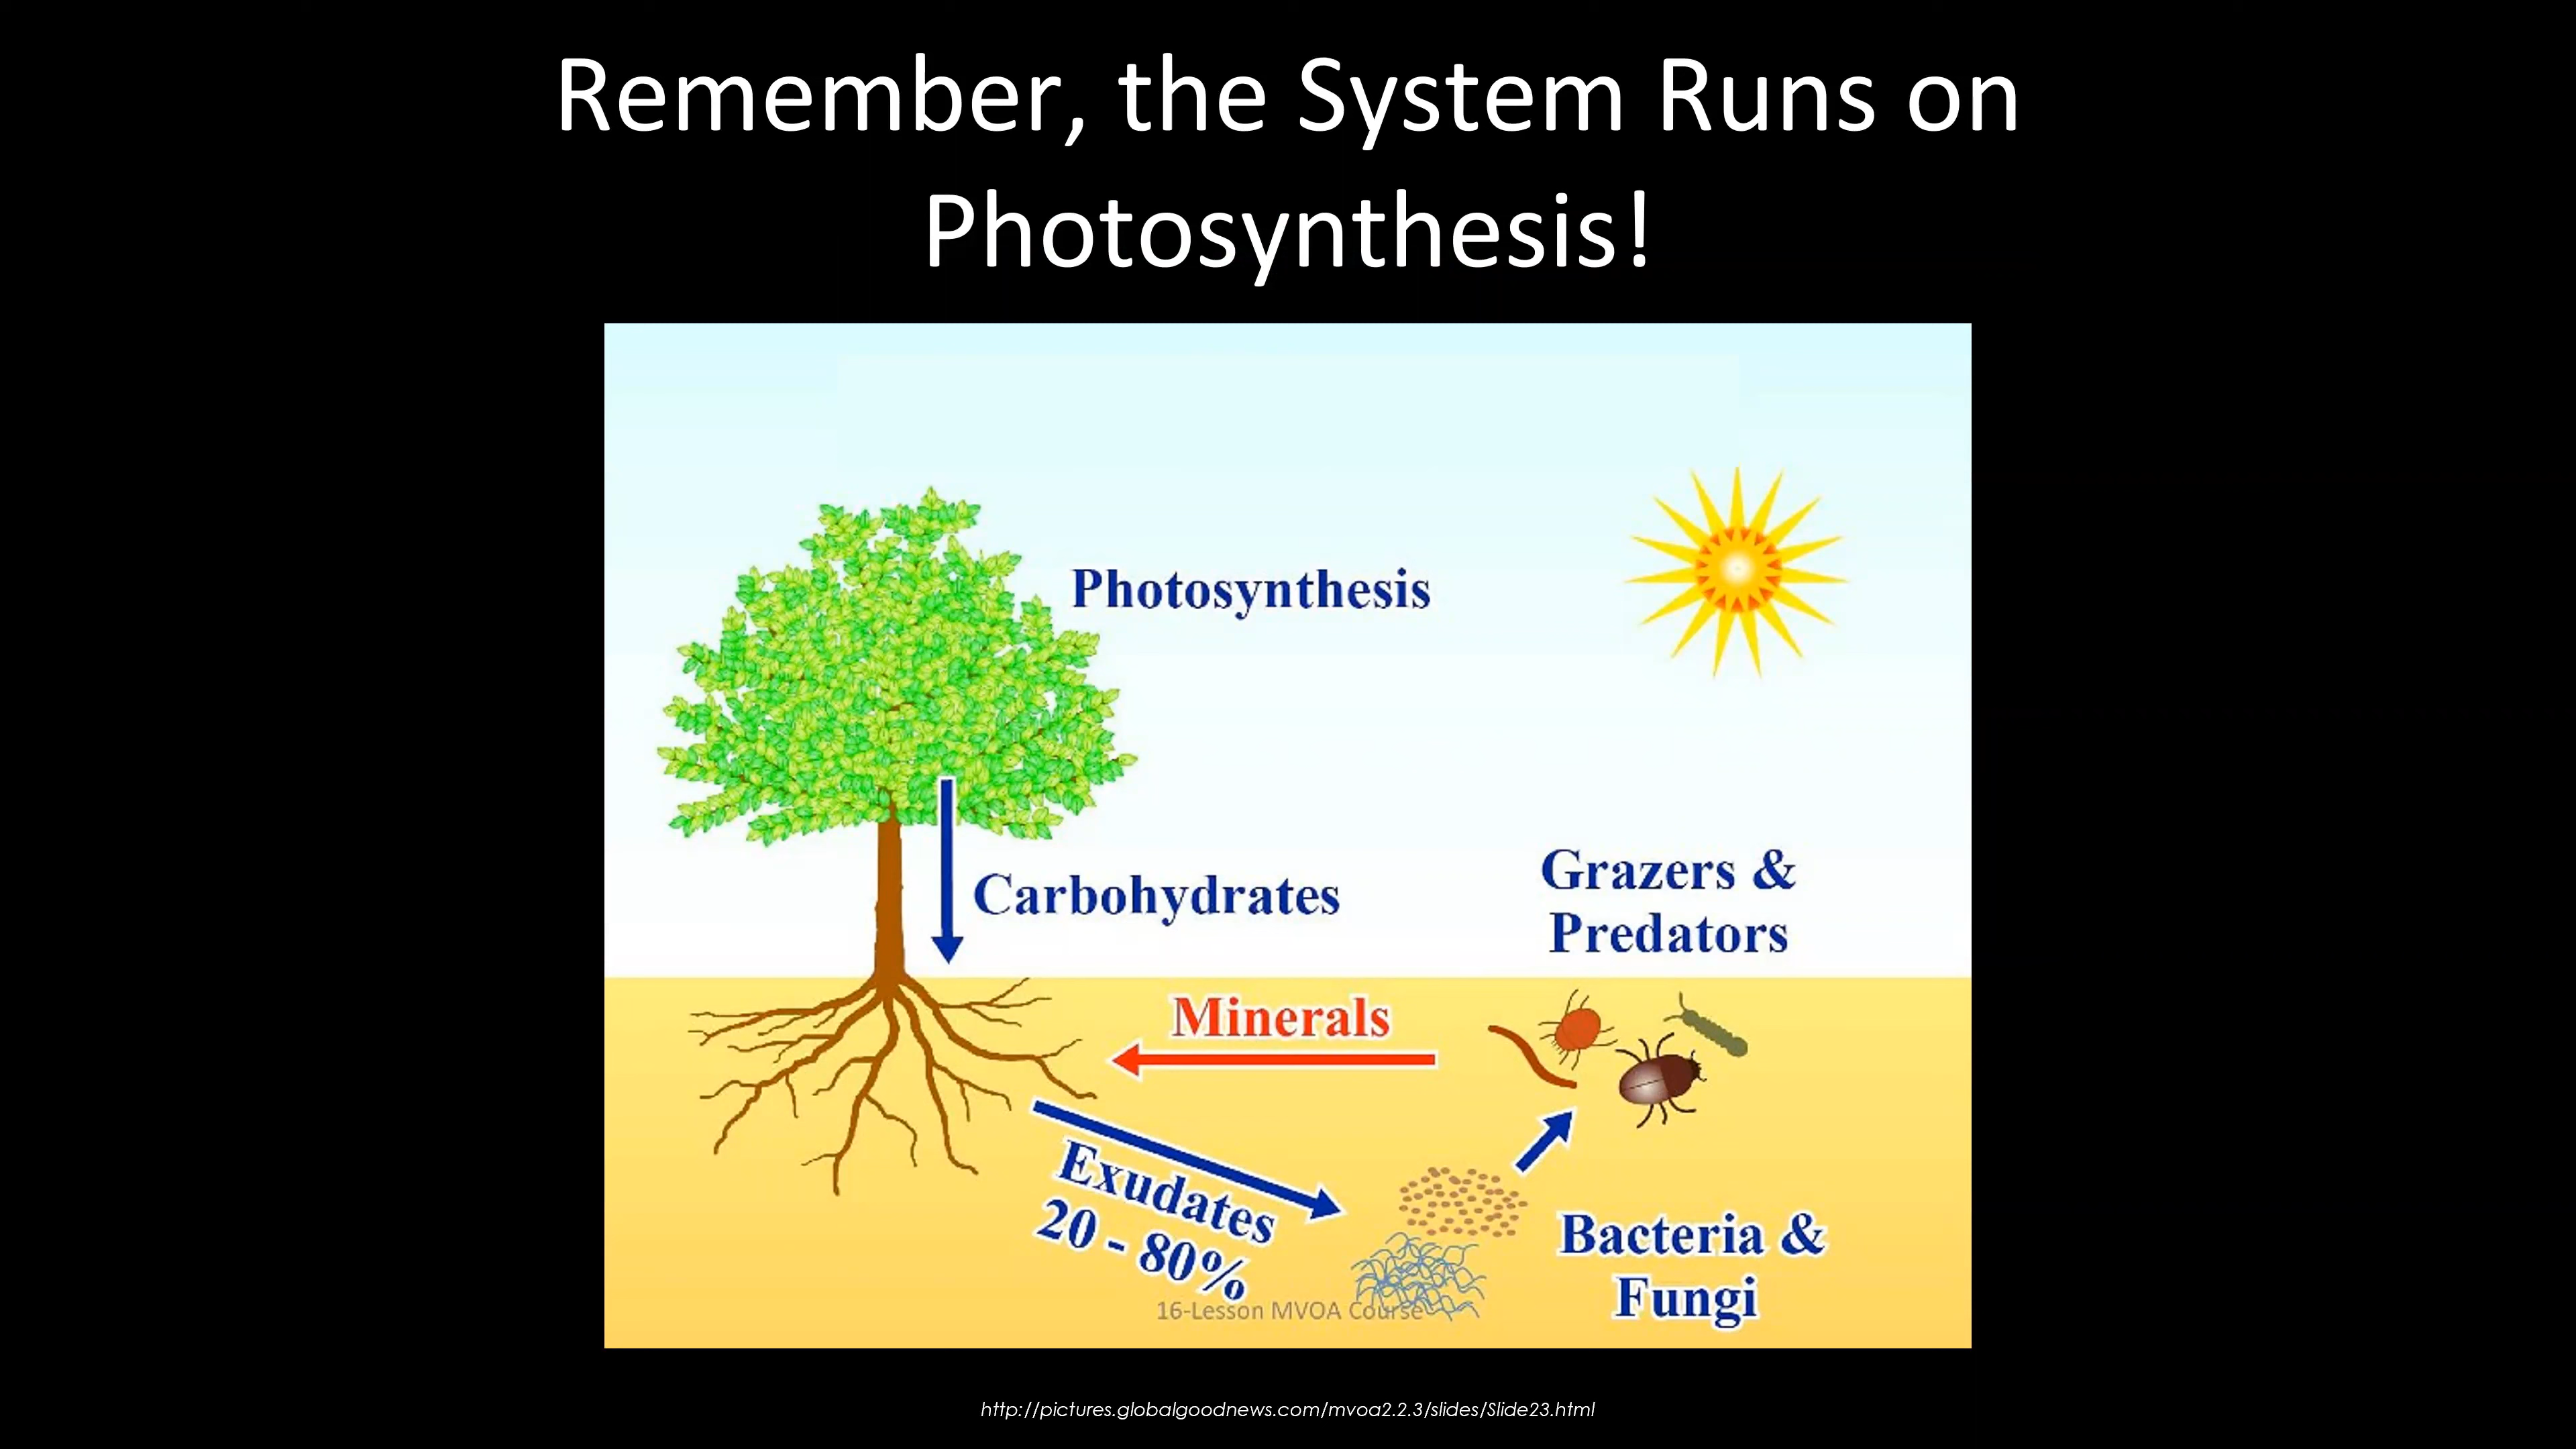 Remember, the System Runs on
Photosynthesis!
Photosynthesis
Carbohydrates
Grazers &
Predators
Minerals
Exudates
20 - 80%
Bacteria &
Fungi
16-Lesson MVOA Course
http://pictures.globalgoodnews.com/mvoa2.2.3/slides/Slide23.html